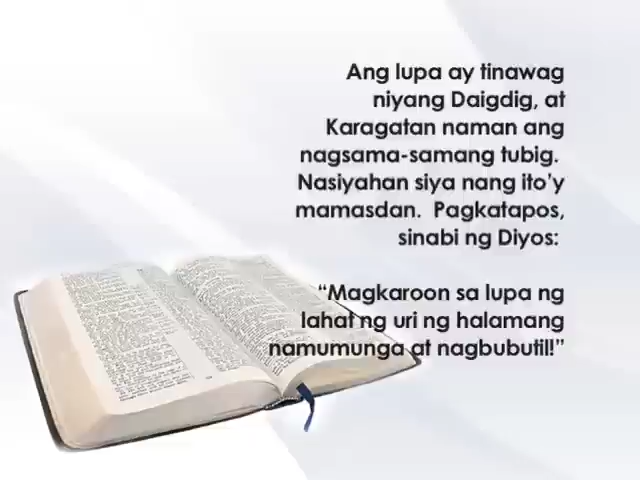 Ang lupa ay tinawag
niyang Daigdig, at
Karagatan naman ang
nagsama-samang tubig.
Nasiyahan siya nang ito'y
mamasdan. Pagkatapos,
sinabi ng Diyos:
“Magkaroon sa lupa ng
lahat ng uri ng halamang
namumunga at nagbubutil!”